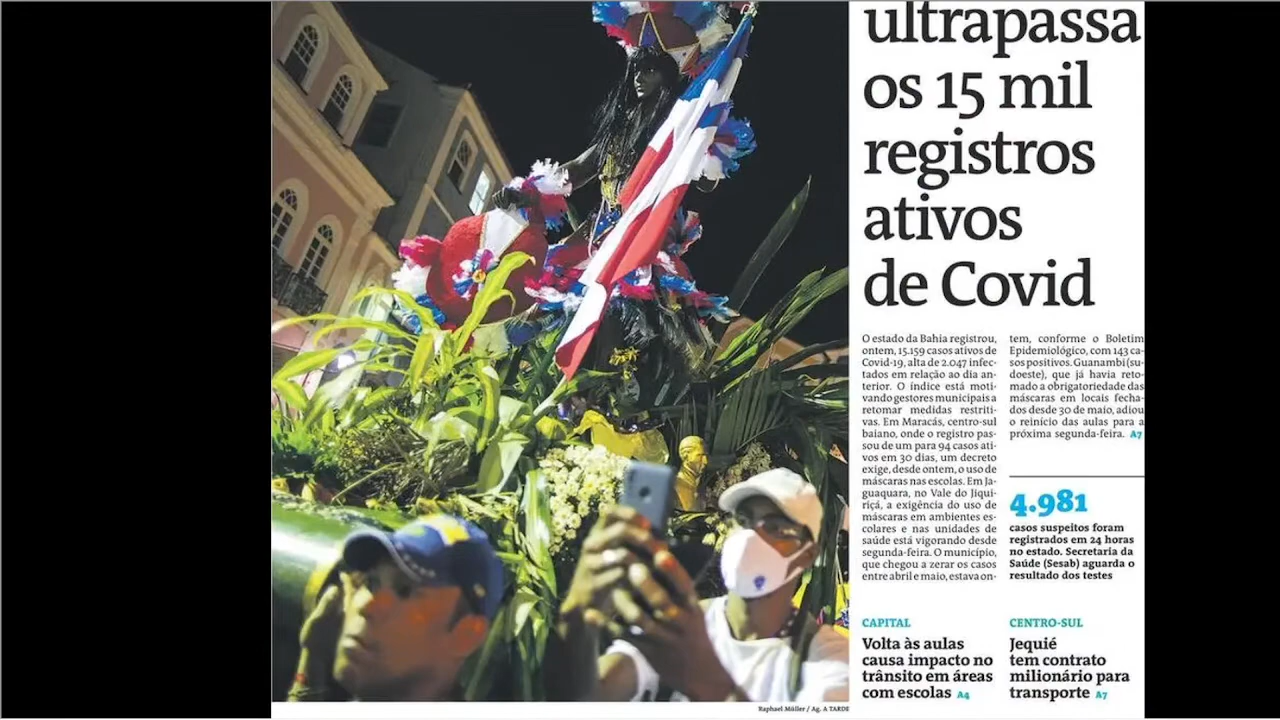 ultrapassa
os 15 mil
registros
ativos
de Covid
O estado da Bahia registrou,
ontem, 15.159 casos ativos de
Covid-19, alta de 2.047 infec-
tados em relação ao dia an-
terior. O índice está moti-
vando gestores municipais a
retomar medidas restriti-
vas. Em Maracás, centro-sul
baiano, onde o registro pas-
sou de um para 94 casos ati-
vos em 30 dias, um decreto
exige, desde ontem, o uso de
máscaras nas escolas. Em Ja-
guaquara, no Vale do Jiqui-
riçá, a exigência do uso de
máscaras em ambientes es-
colares e nas unidades de
saúde está vigorando desde
segunda-feira. O município,
que chegou a zerar os casos
entre abril e maio, estava on-
tem, conforme o Boletim
Epidemiológico, com 143 ca-
sos positivos. Guanambi (su-
doeste), que já havia reto-
mado a obrigatoriedade das
máscaras em locais fecha-
dos desde 30 de maio, adiou
o reinício das aulas para a
próxima segunda-feira. A7
4.981
casos suspeitos foram
registrados em 24 horas
no estado. Secretaria da
Saúde (Sesab) aguarda o
resultado dos testes
CAPITAL
Volta às aulas
causa impacto no
trânsito em áreas
com escolas A4
CENTRO-SUL
Jequié
tem contrato
milionário para
transporte A7
Raphael Müller / Ag. A TARDE